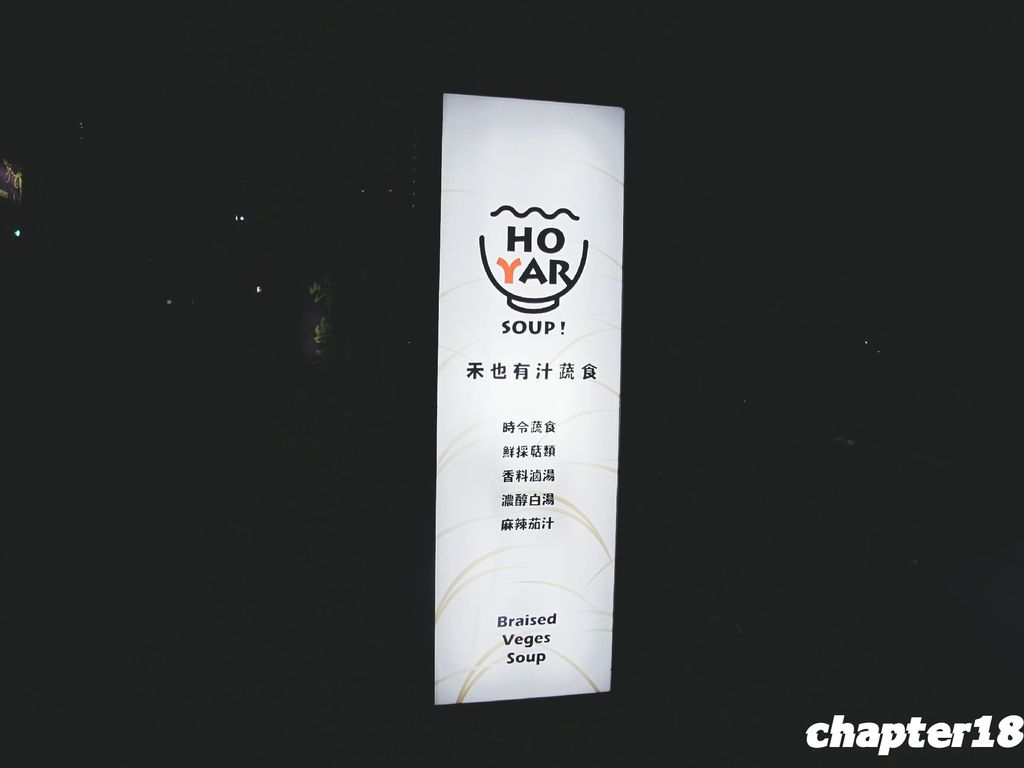 HO
YAR
SOUP!
禾也有汁蔬食
時令蔬食
鮮採菇類
香料滷湯
濃醇白湯
麻辣茄汁
Braised
Veges
Soup
chapter18